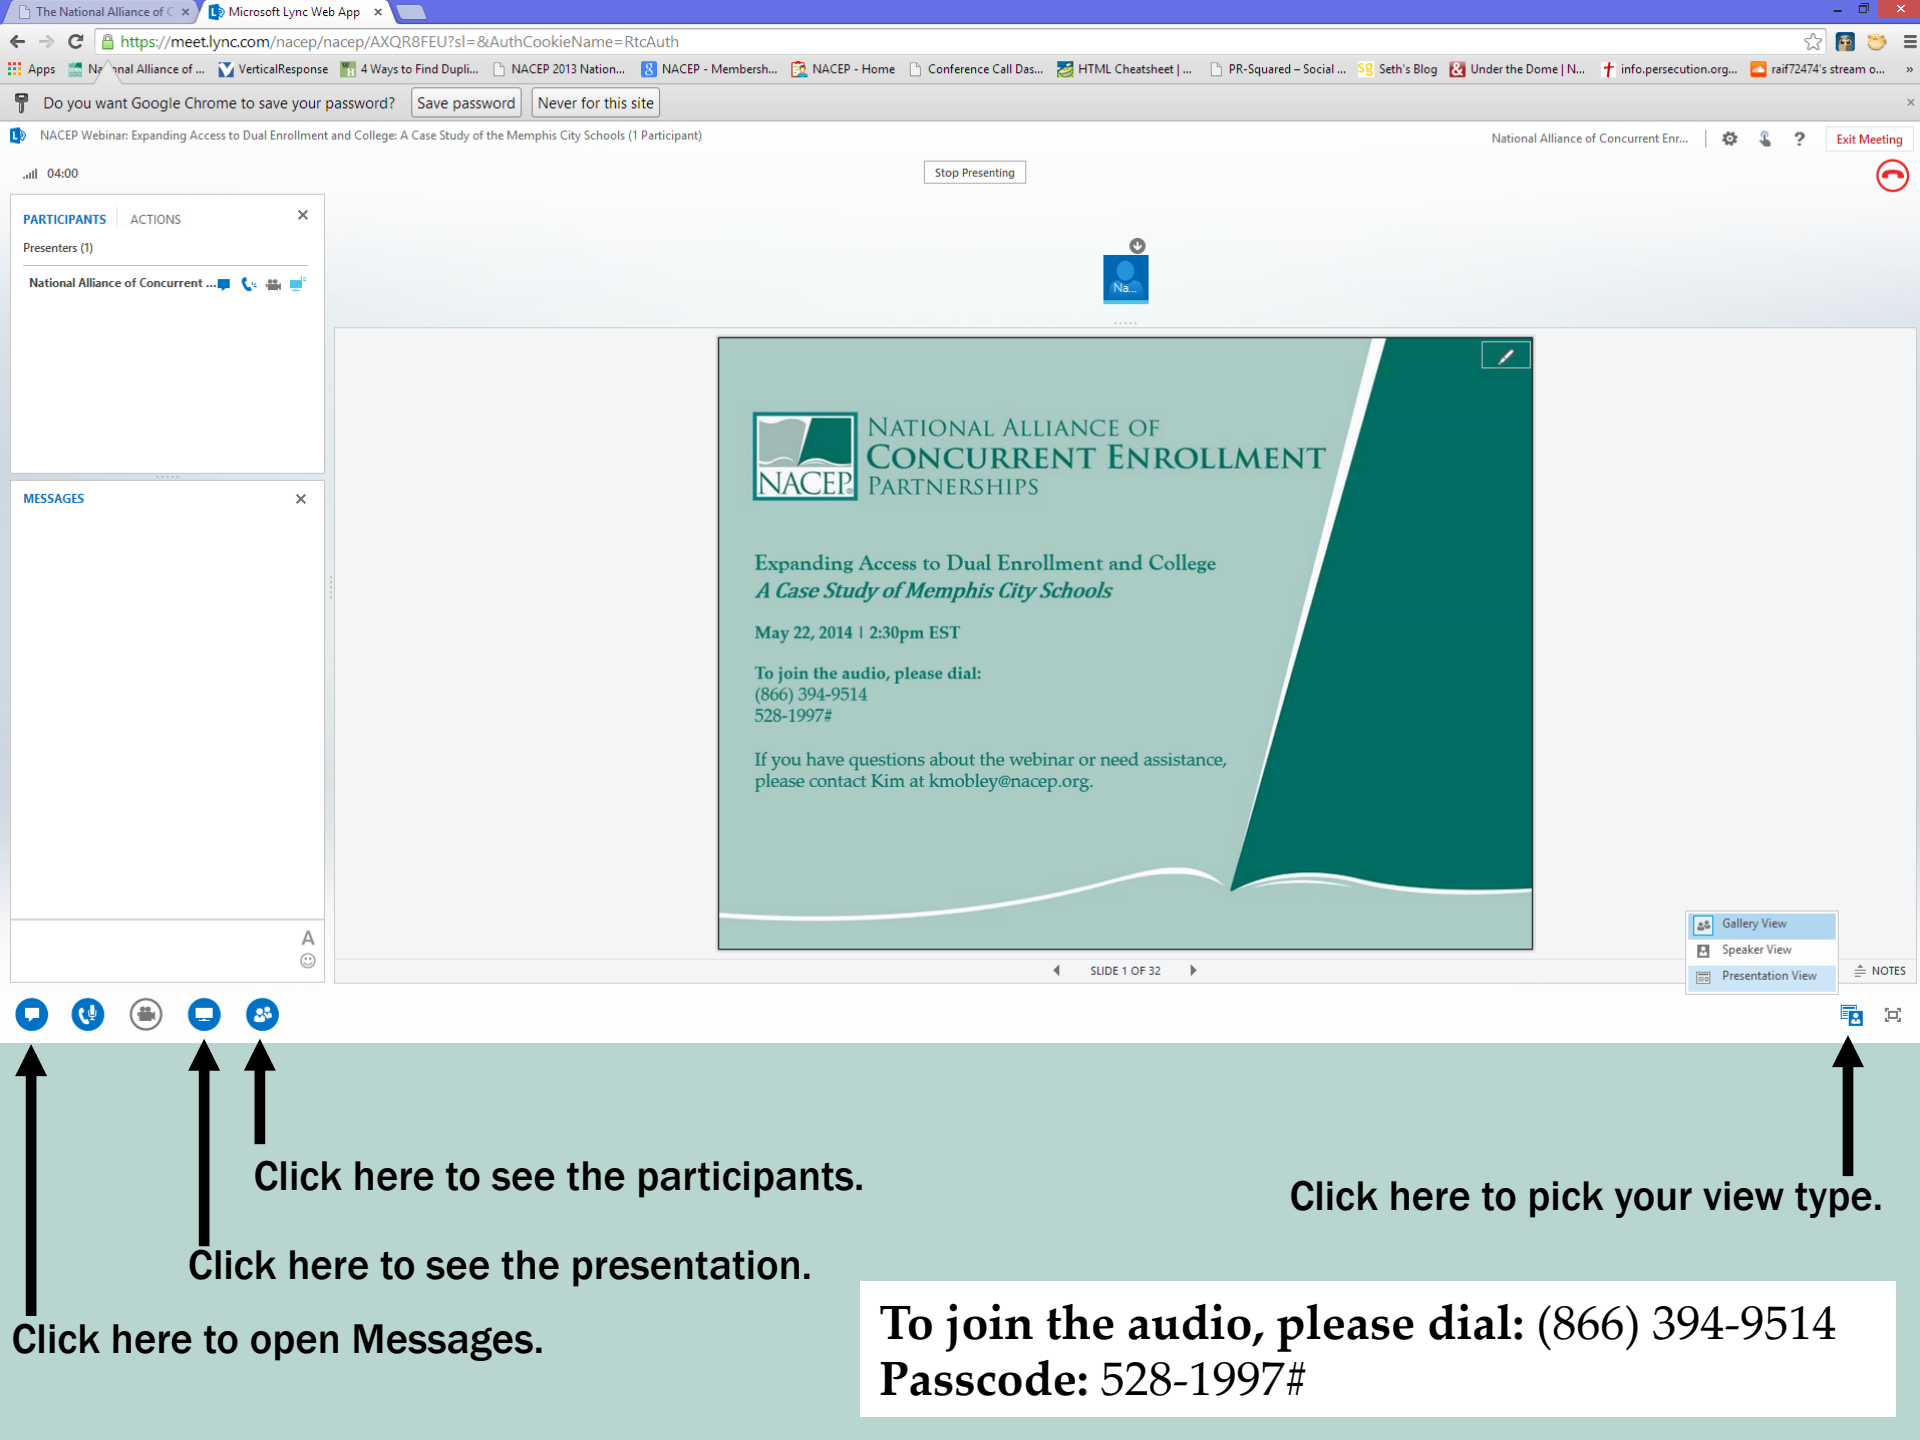 The National Alliance of C
Microsoft Lync Web App
https://meet.lync.com/nacep/nacep/AXQR8FEU?sl=&AuthCookieName=RtcAuth
Apps
VerticalResponse
4 Ways to Find Dupli...
NACEP 2013 Nation...
NACEP - Membersh...
NACEP - Home
Conference Call Das...
HTML Cheatsheet | ...
PR-Squared – Social ...
Seth's Blog
Under the Dome | N...
info.persecution.org...
raif72474's stream o...
»
Do you want Google Chrome to save your password?
Save password
Never for this site
NACEP Webinar: Expanding Access to Dual Enrollment and College: A Case Study of the Memphis City Schools (1 Participant)
National Alliance of Concurrent Enr...
?
Exit Meeting
04:00
Stop Presenting
PARTICIPANTS
ACTIONS
Presenters (1)
National Alliance of Concurrent ...
Na...
MESSAGES
A
NACEP®
NATIONAL ALLIANCE OF
CONCURRENT ENROLLMENT
PARTNERSHIPS
Expanding Access to Dual Enrollment and College
A Case Study of Memphis City Schools
May 22, 2014 | 2:30pm EST
To join the audio, please dial:
(866) 394-9514
528-1997#
If you have questions about the webinar or need assistance,
please contact Kim at kmobley@nacep.org.
Gallery View
Speaker View
Presentation View
SLIDE 1 OF 32
NOTES
Click here to see the participants.
Click here to pick your view type.
Click here to see the presentation.
Click here to open Messages.
To join the audio, please dial: (866) 394-9514
Passcode: 528-1997#